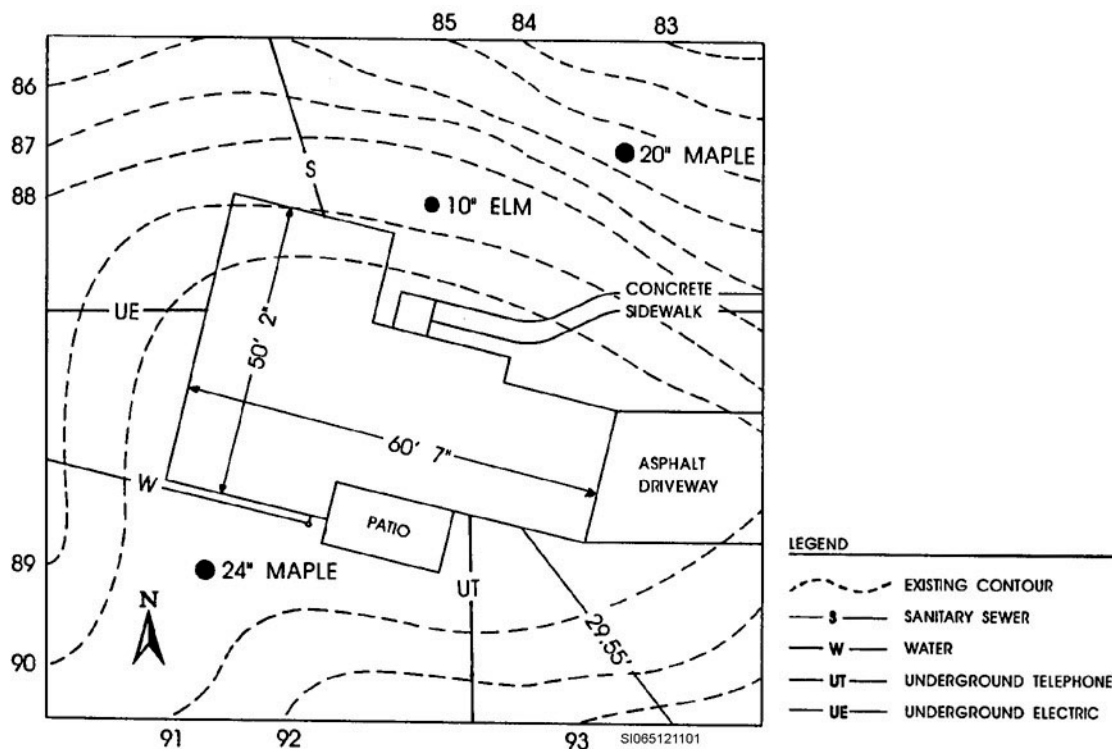 85 84 83
86
87
88
20" MAPLE
S
10" ELM
CONCRETE
SIDEWALK
UE
50' 2"
60' 7"
ASPHALT
DRIVEWAY
W
PATIO
LEGEND
89
24" MAPLE
UT
EXISTING CONTOUR
N
S SANITARY SEWER
29.55'
W WATER
90
UT UNDERGROUND TELEPHONE
UE UNDERGROUND ELECTRIC
91 92 93
SI065121101